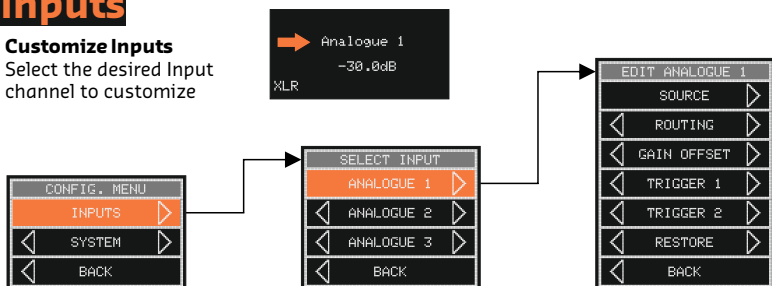 Inputs
Customize Inputs
Select the desired Input
channel to customize
Analogue 1
-30.0dB
XLR
CONFIG. MENU
INPUTS
SYSTEM
BACK
SELECT INPUT
ANALOGUE 1
ANALOGUE 2
ANALOGUE 3
BACK
EDIT ANALOGUE 1
SOURCE
ROUTING
GAIN OFFSET
TRIGGER 1
TRIGGER 2
RESTORE
BACK